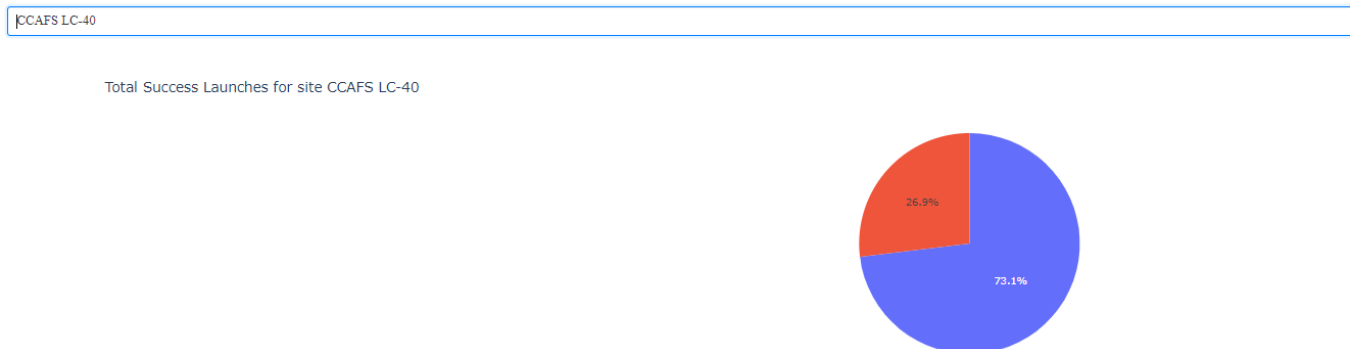 CCAFS LC-40
Total Success Launches for site CCAFS LC-40
26.9%
73.1%